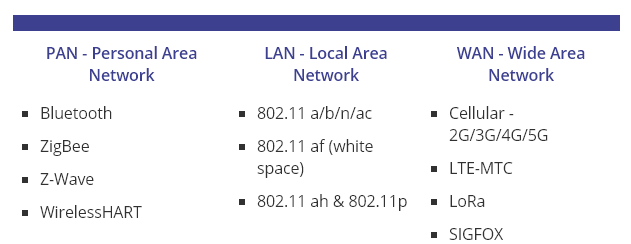 PAN - Personal Area
Network
Bluetooth
ZigBee
Z-Wave
WirelessHART
LAN - Local Area
Network
802.11 a/b/n/ac
802.11 af (white
space)
802.11 ah & 802.11p
WAN - Wide Area
Network
Cellular -
2G/3G/4G/5G
LTE-MTC
LoRa
SIGFOX